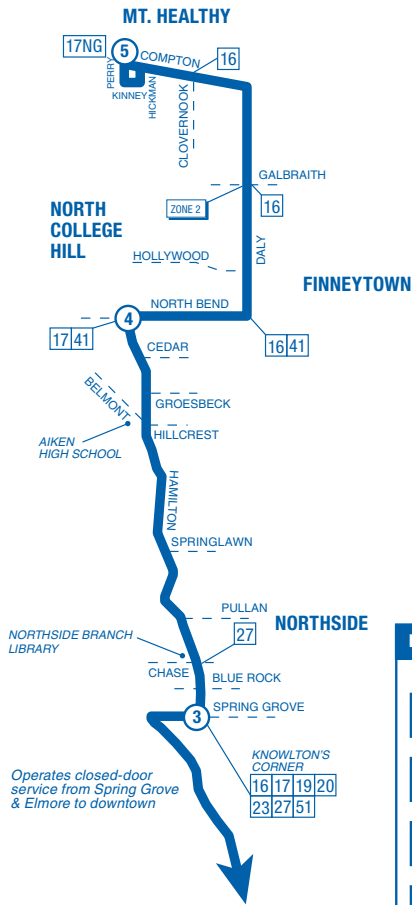 MT. HEALTHY
17NG
5
COMPTON
16
PERRY
KINNEY
HICKMAN
CLOVERNOOK
GALBRAITH
ZONE 2
16
NORTH
COLLEGE
HILL
DALY
HOLLYWOOD
FINNEYTOWN
NORTH BEND
4
17 41
16 41
CEDAR
BELMONT
GROESBECK
HILLCREST
AIKEN
HIGH SCHOOL
HAMILTON
SPRINGLAWN
PULLAN
NORTHSIDE
27
NORTHSIDE BRANCH
LIBRARY
CHASE
BLUE ROCK
3
SPRING GROVE
KNOWLTON'S
CORNER
16 17 19 20
23 27 51
Operates closed-door
service from Spring Grove
& Elmore to downtown